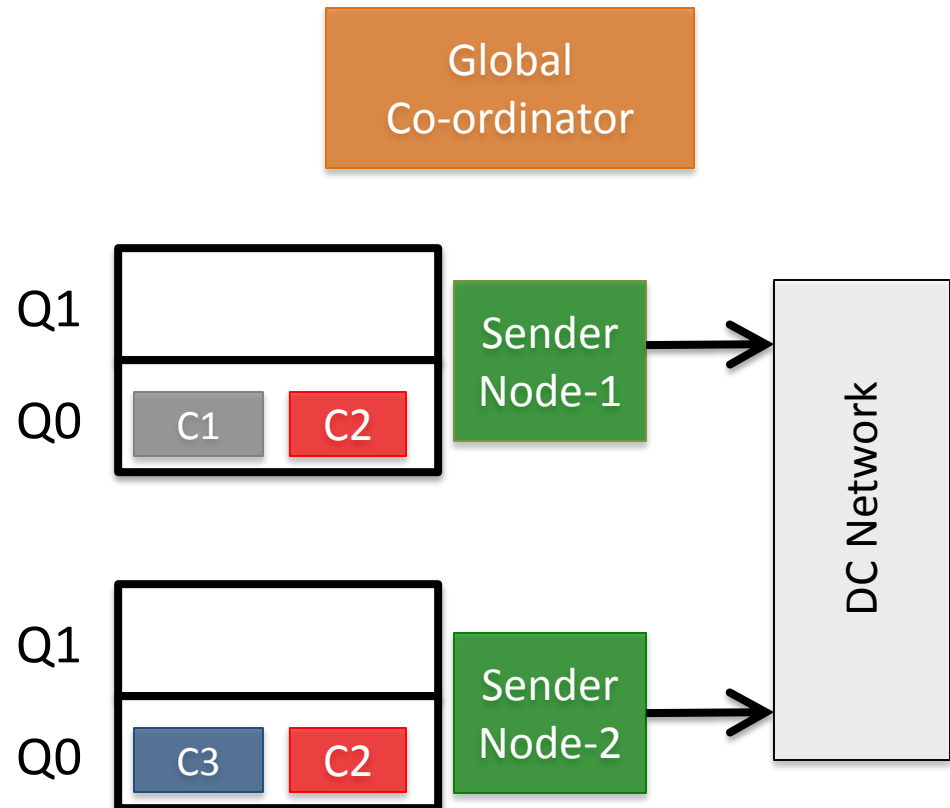 Global
Co-ordinator
Q1
Sender
Node-1
Q0
C1
C2
DC Network
Q1
Sender
Node-2
Q0
C3
C2